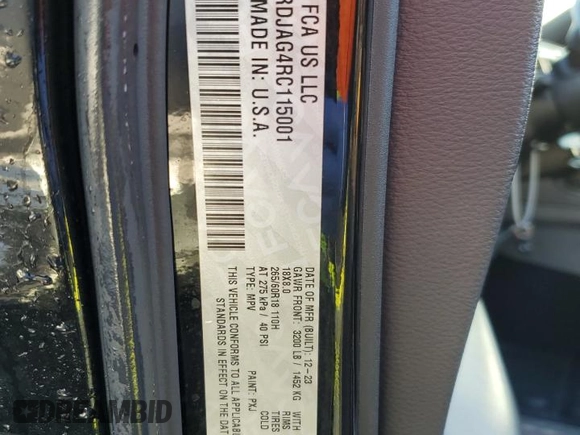 FCA US LLC
RDJAG4RC115001
MADE IN: U.S.A.
DATE OF MFR (BUILT): 12-23
GAWR FRONT: 3200 LB / 1452 KG WITH
18X8.0 RIMS
265/60R18 110H TIRES
AT 275 kPa / 40 PSI COLD
TYPE: MPV PAINT: PXJ
THIS VEHICLE CONFORMS TO ALL APPLICABLE
STANDARDS IN EFFECT ON THE DAT
DREAMBID